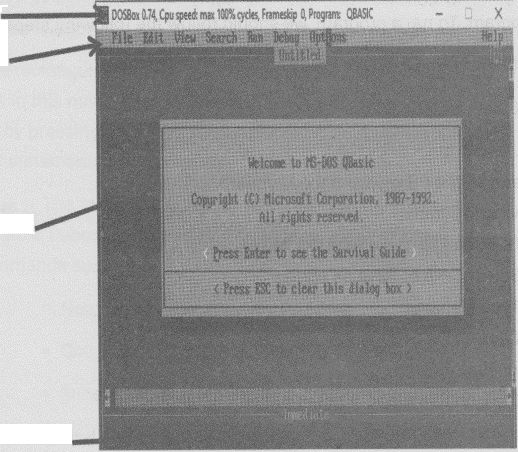 DOSBox 0.74, Cpu speed: max 100% cycles, Frameskip 0, Program: QBASIC
File Edit View Search Run Debug Options Help
Untitled
Welcome to MS-DOS QBasic
Copyright (C) Microsoft Corporation, 1987-1992.
All rights reserved.
< Press Enter to see the Survival Guide >
< Press ESC to clear this dialog box >
Immediate